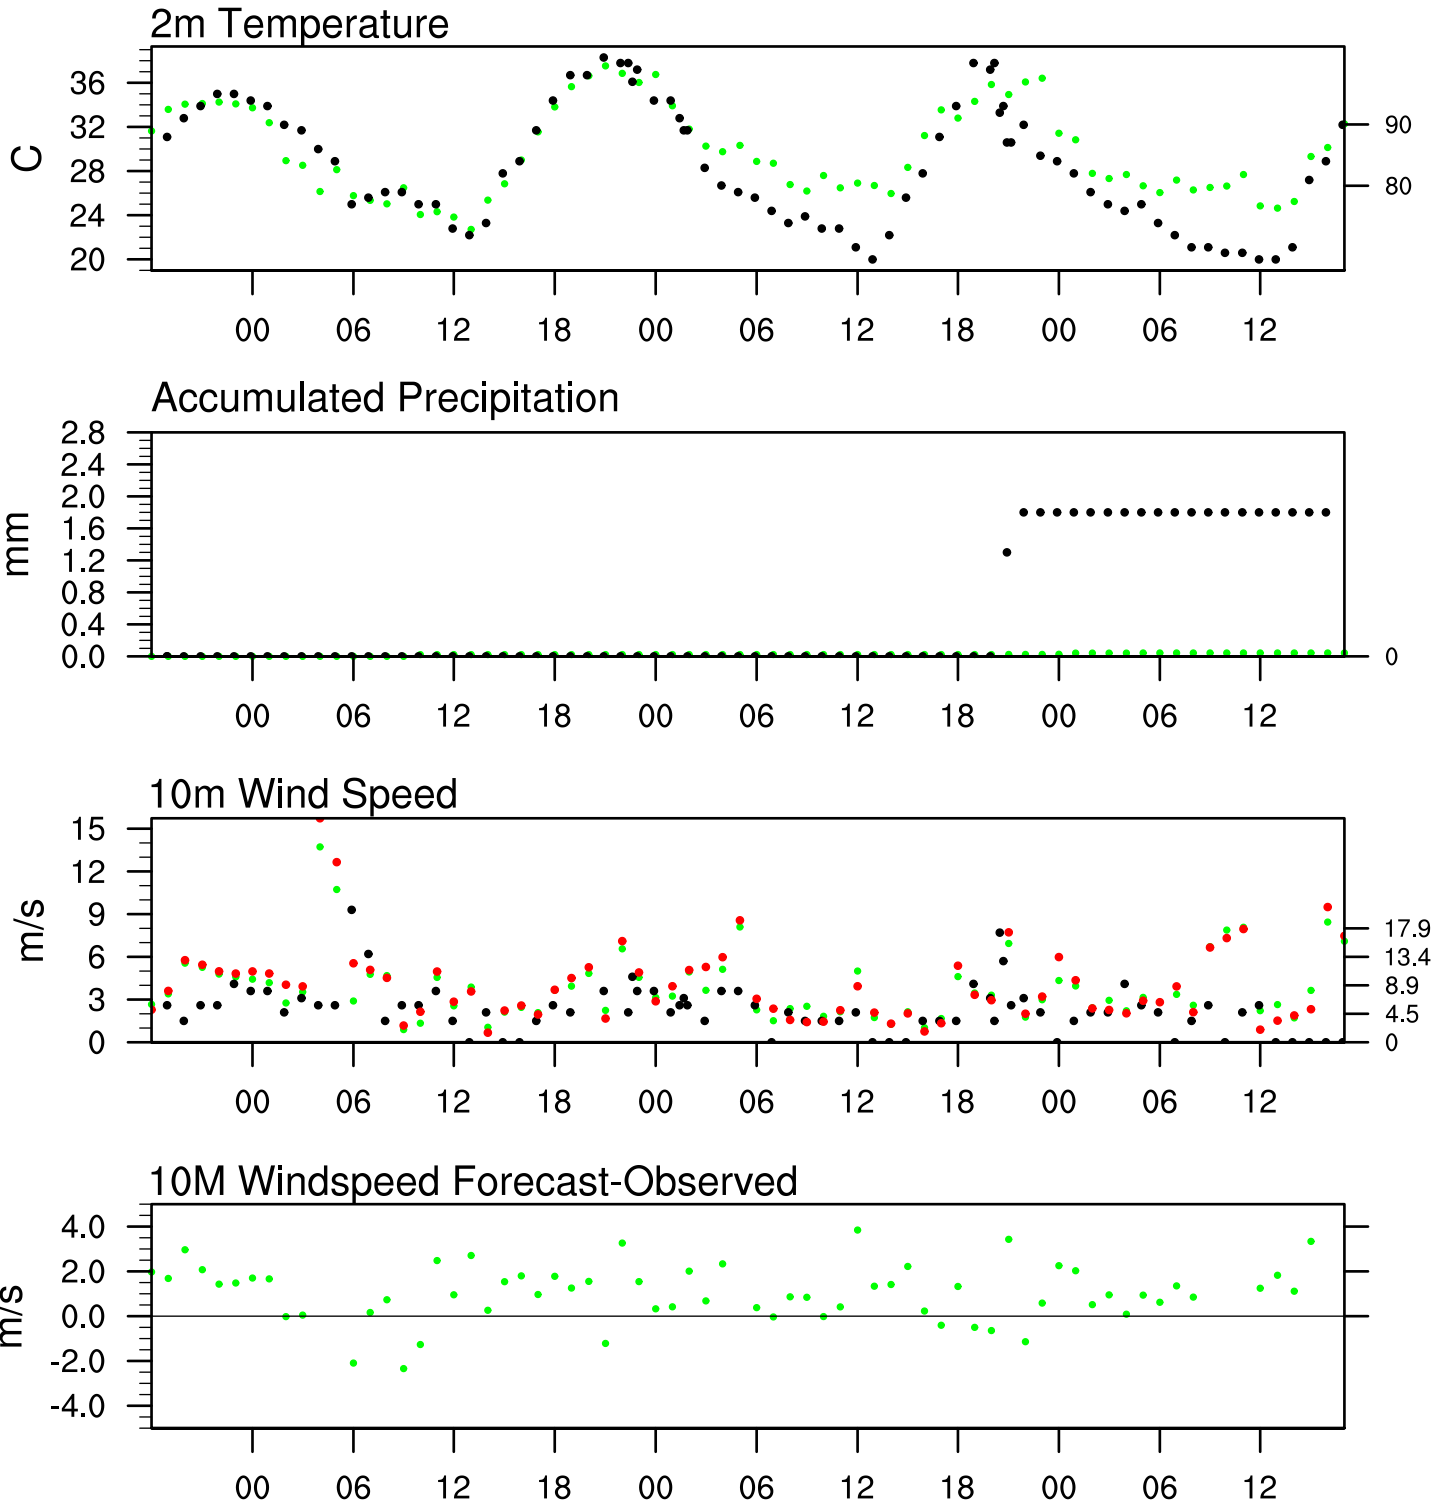 2m Temperature
36
32
28
24
20
C
90
80
00 06 12 18 00 06 12 18 00 06 12
Accumulated Precipitation
2.8
2.4
2.0
1.6
1.2
0.8
0.4
0.0
mm
0
00 06 12 18 00 06 12 18 00 06 12
10m Wind Speed
15
12
9
6
3
0
m/s
17.9
13.4
8.9
4.5
0
00 06 12 18 00 06 12 18 00 06 12
10M Windspeed Forecast-Observed
4.0
2.0
0.0
-2.0
-4.0
m/s
00 06 12 18 00 06 12 18 00 06 12